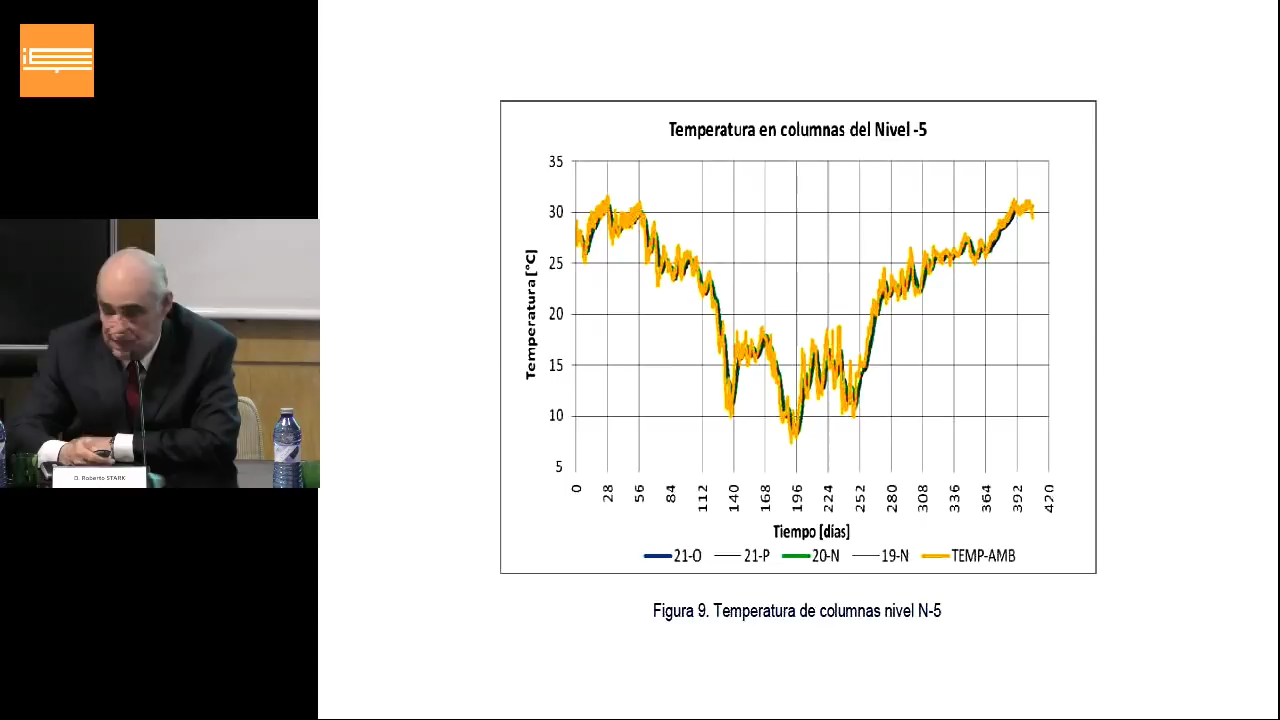 Temperatura en columnas del Nivel -5
35
30
25
20
15
10
5
Temperatura [°C]
0 28 56 84 112 140 168 196 224 252 280 308 336 364 392 420
Tiempo [días]
21-O 21-P 20-N 19-N TEMP-AMB
Figura 9. Temperatura de columnas nivel N-5
D. Roberto STARK